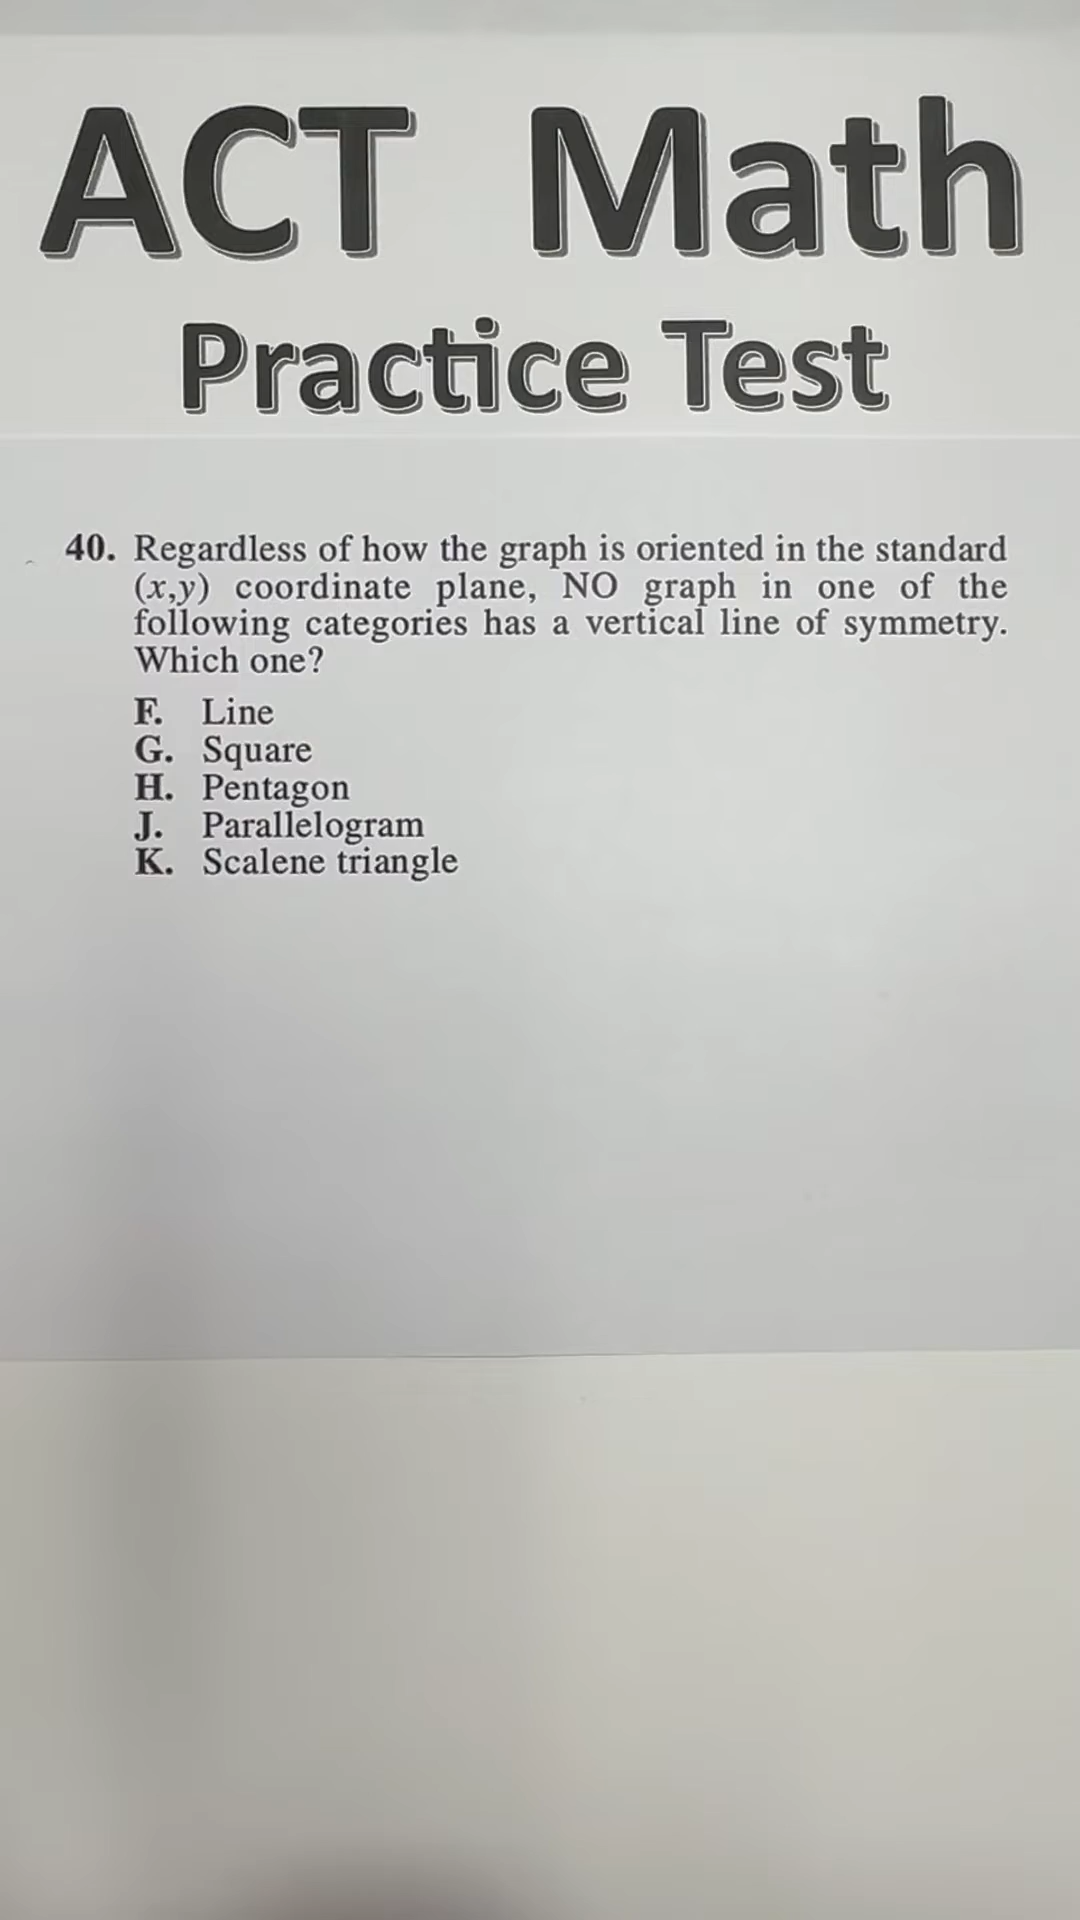 ACT Math
Practice Test
40. Regardless of how the graph is oriented in the standard
(x,y) coordinate plane, NO graph in one of the
following categories has a vertical line of symmetry.
Which one?
F. Line
G. Square
H. Pentagon
J. Parallelogram
K. Scalene triangle